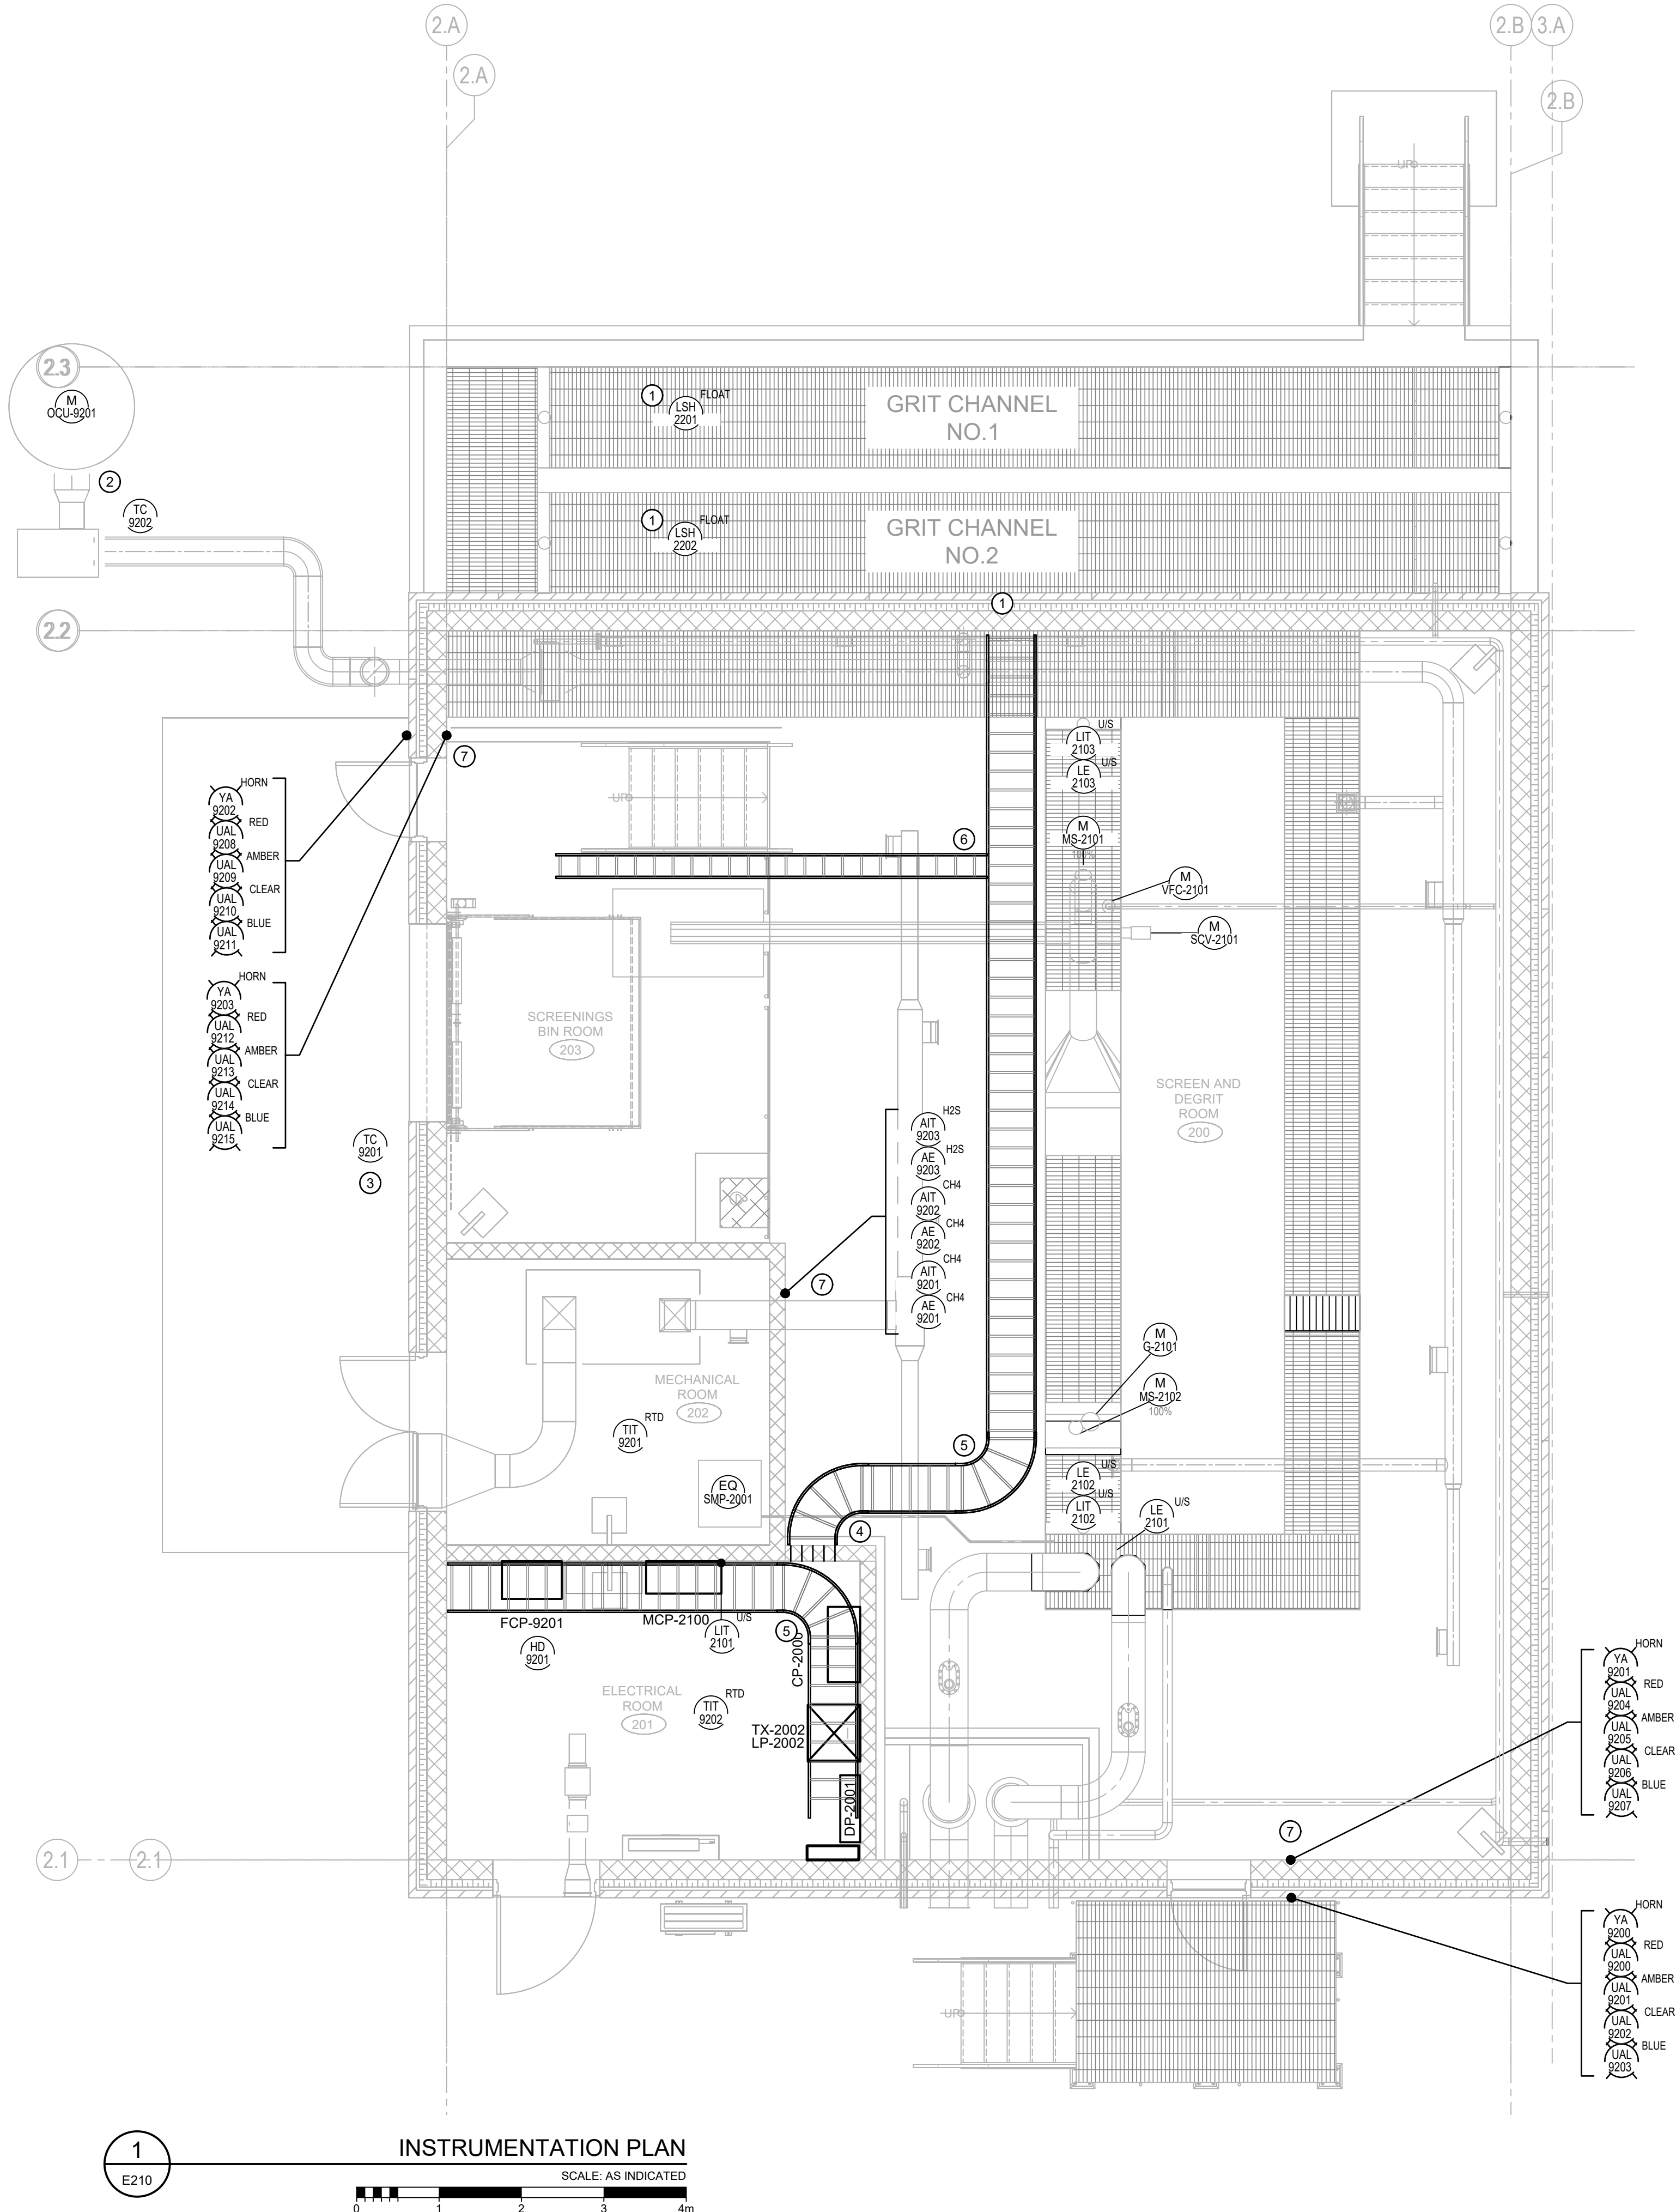 2.A
2.A
2.B
3.A
2.B
UP
2.3
M
OCU-9201
2
TC
9202
1
FLOAT
LSH
2201
GRIT CHANNEL
NO.1
1
FLOAT
LSH
2202
GRIT CHANNEL
NO.2
2.2
1
7
HORN
YA
9202
RED
UAL
9208
AMBER
UAL
9209
CLEAR
UAL
9210
BLUE
UAL
9211
HORN
YA
9203
RED
UAL
9212
AMBER
UAL
9213
CLEAR
UAL
9214
BLUE
UAL
9215
TC
9201
3
UP
6
U/S
LIT
2103
U/S
LE
2103
M
MS-2101
100%
M
VFC-2101
M
SCV-2101
SCREENINGS
BIN ROOM
203
SCREEN AND
DEGRIT
ROOM
200
H2S
AIT
9203
H2S
AE
9203
CH4
AIT
9202
CH4
AE
9202
CH4
AIT
9201
CH4
AE
9201
7
MECHANICAL
ROOM
202
RTD
TIT
9201
EQ
SMP-2001
M
G-2101
M
MS-2102
100%
5
4
U/S
LE
2102
U/S
LIT
2102
U/S
LE
2101
FCP-9201
MCP-2100
U/S
LIT
2101
5
CP-2000
HD
9201
ELECTRICAL
ROOM
201
RTD
TIT
9202
TX-2002
LP-2002
DP-2001
HORN
YA
9201
RED
UAL
9204
AMBER
UAL
9205
CLEAR
UAL
9206
BLUE
UAL
9207
7
2.1
2.1
HORN
YA
9200
RED
UAL
9200
AMBER
UAL
9201
CLEAR
UAL
9202
BLUE
UAL
9203
UP
1
E210
INSTRUMENTATION PLAN
SCALE: AS INDICATED
0 1 2 3 4m